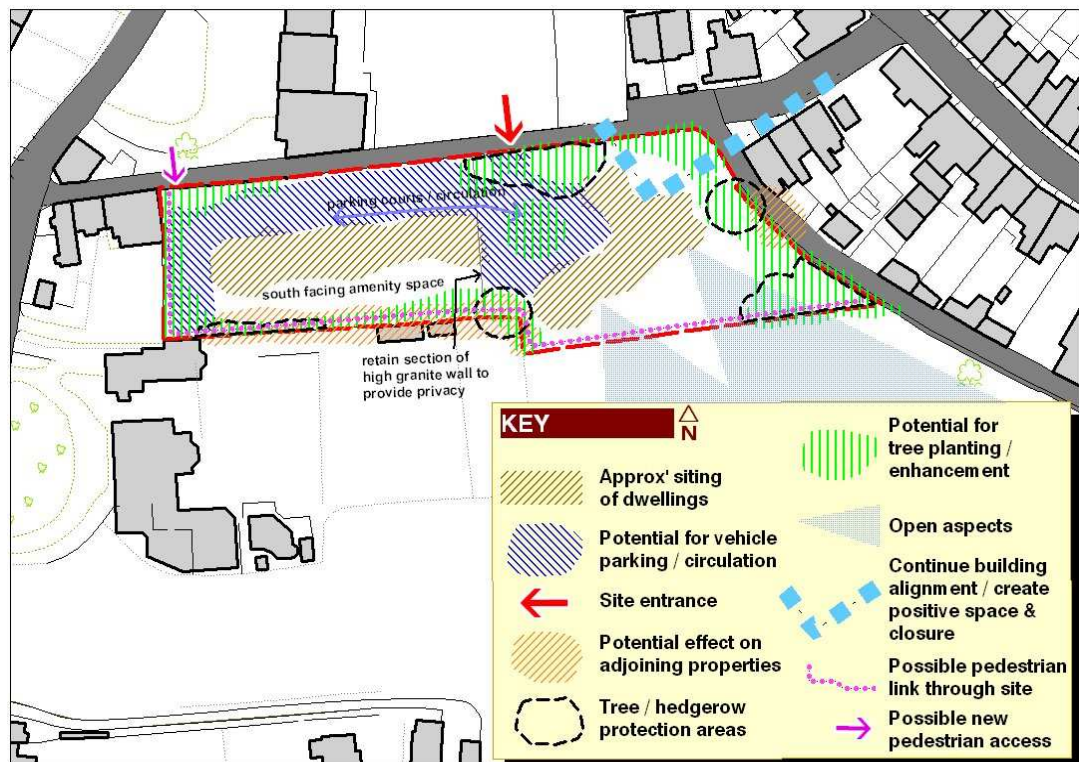 parking courts / circulation
south facing amenity space
retain section of
high granite wall to
provide privacy
KEY
N
Approx' siting
of dwellings
Potential for vehicle
parking / circulation
Site entrance
Potential effect on
adjoining properties
Tree / hedgerow
protection areas
Potential for
tree planting /
enhancement
Open aspects
Continue building
alignment / create
positive space &
closure
Possible pedestrian
link through site
Possible new
pedestrian access